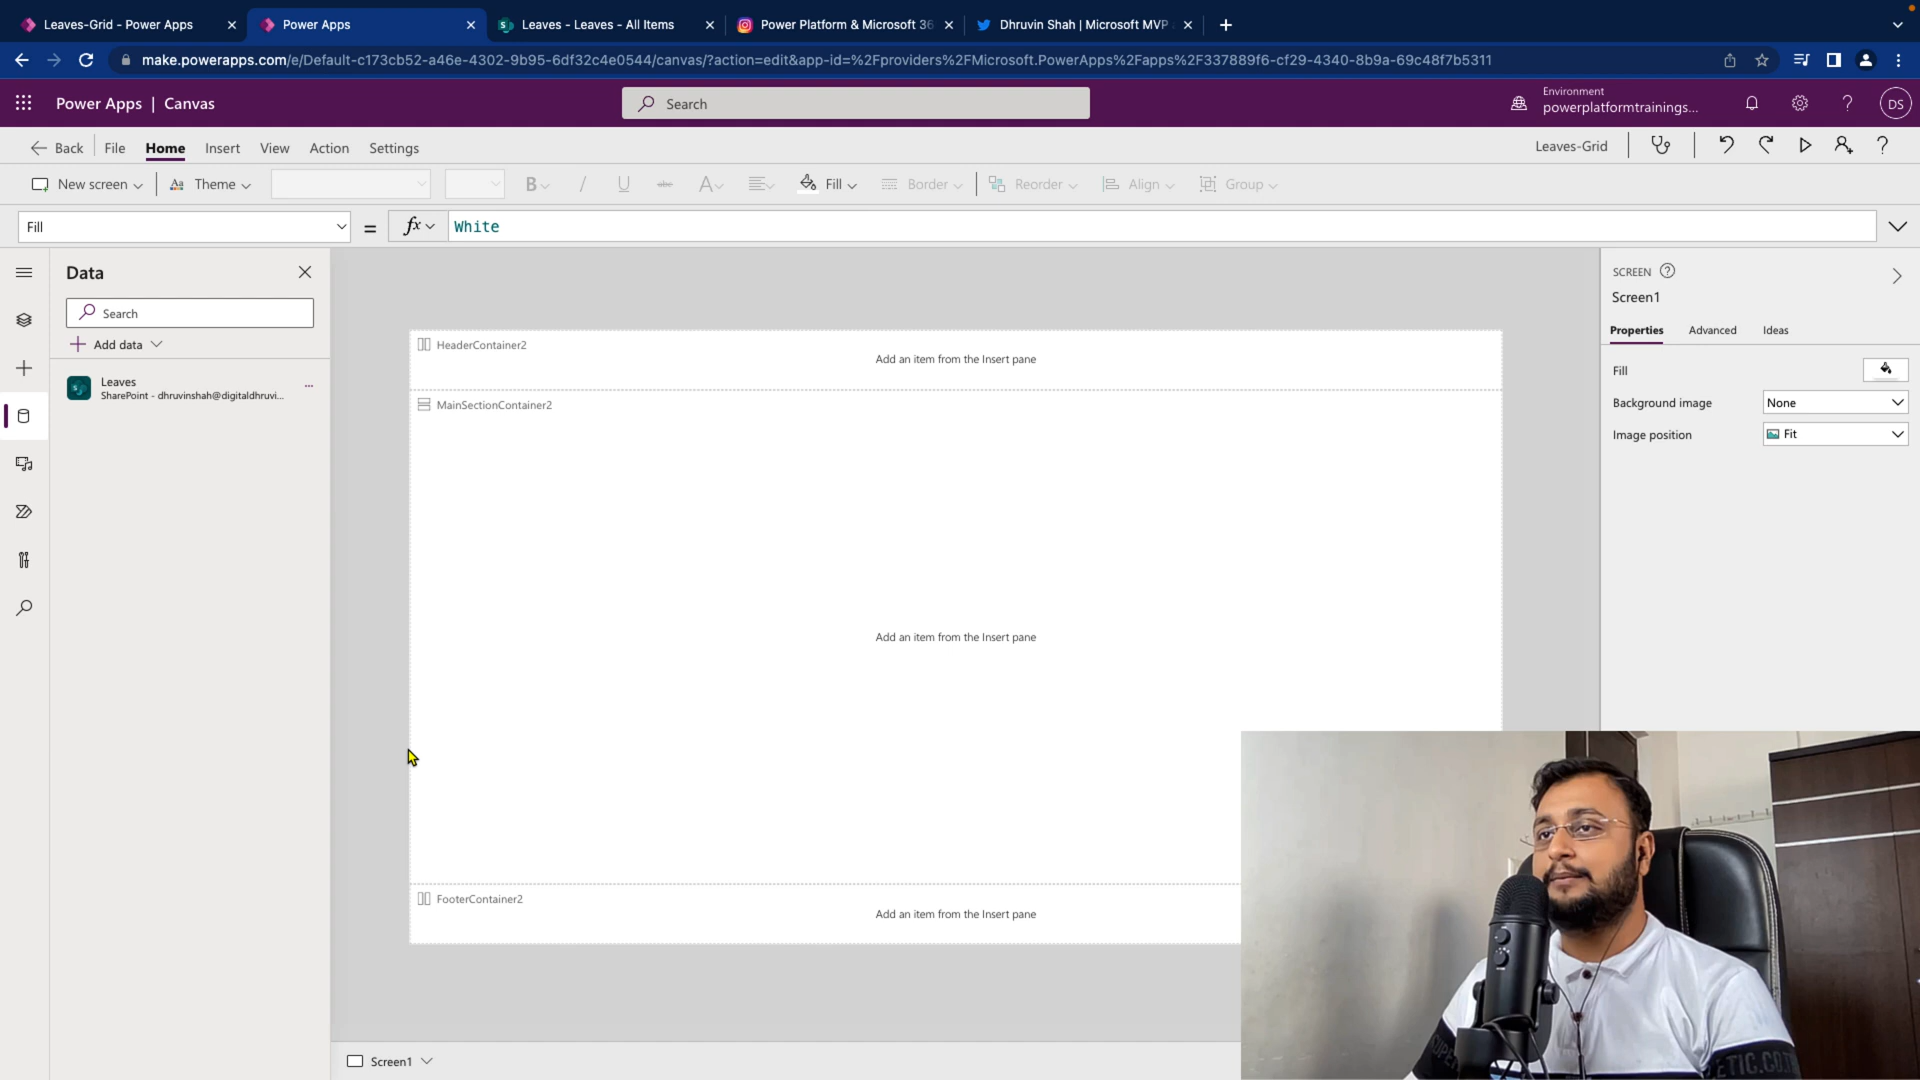 Leaves-Grid - Power Apps
Power Apps
Leaves - Leaves - All Items
Power Platform & Microsoft 36
Dhruvin Shah | Microsoft MVP
make.powerapps.com/e/Default-c173cb52-a46e-4302-9b95-6df32c4e0544/canvas/?action=edit&app-id=%2Fproviders%2FMicrosoft.PowerApps%2Fapps%2F337889f6-cf29-4340-8b9a-69c48f7b5311
Power Apps | Canvas
Search
Environment
powerplatformtrainings...
DS
Back
File
Home
Insert
View
Action
Settings
Leaves-Grid
New screen
Theme
B
I
U
abc
A
Fill
Border
Reorder
Align
Group
Fill
=
fx
White
Data
Search
Add data
Leaves
SharePoint - dhruvinshah@digitaldhruvi...
HeaderContainer2
Add an item from the Insert pane
MainSectionContainer2
Add an item from the Insert pane
FooterContainer2
Add an item from the Insert pane
SCREEN
Screen1
Properties
Advanced
Ideas
Fill
Background image
None
Image position
Fit
Screen1